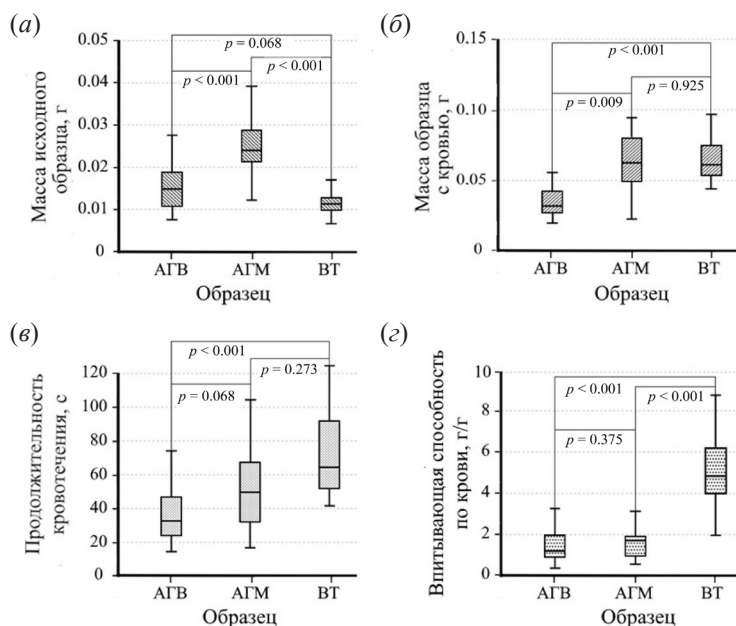 (а)
0.05
0.04
0.03
0.02
0.01
0
Масса исходного
образца, г
p = 0.068
p < 0.001
p < 0.001
АГВ
АГМ
ВТ
Образец
(б)
0.15
0.10
0.05
0
Масса образца
с кровью, г
p < 0.001
p = 0.925
p = 0.009
АГВ
АГМ
ВТ
Образец
(в)
120
100
80
60
40
20
0
Продолжительность
кровотечения, с
p < 0.001
p = 0.273
p = 0.068
АГВ
АГМ
ВТ
Образец
(г)
10
8
6
4
2
0
Впитывающая способность
по крови, г/г
p < 0.001
p < 0.001
p = 0.375
АГВ
АГМ
ВТ
Образец